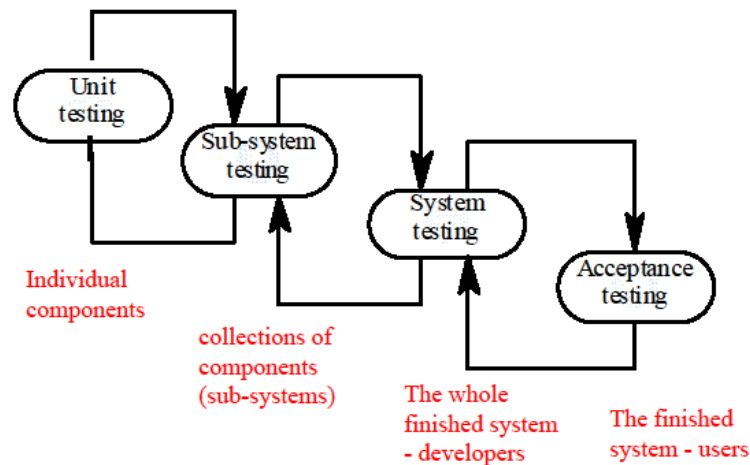 Unit
testing
Sub-system
testing
System
testing
Acceptance
testing
Individual
components
collections of
components
(sub-systems)
The whole
finished system
- developers
The finished
system - users